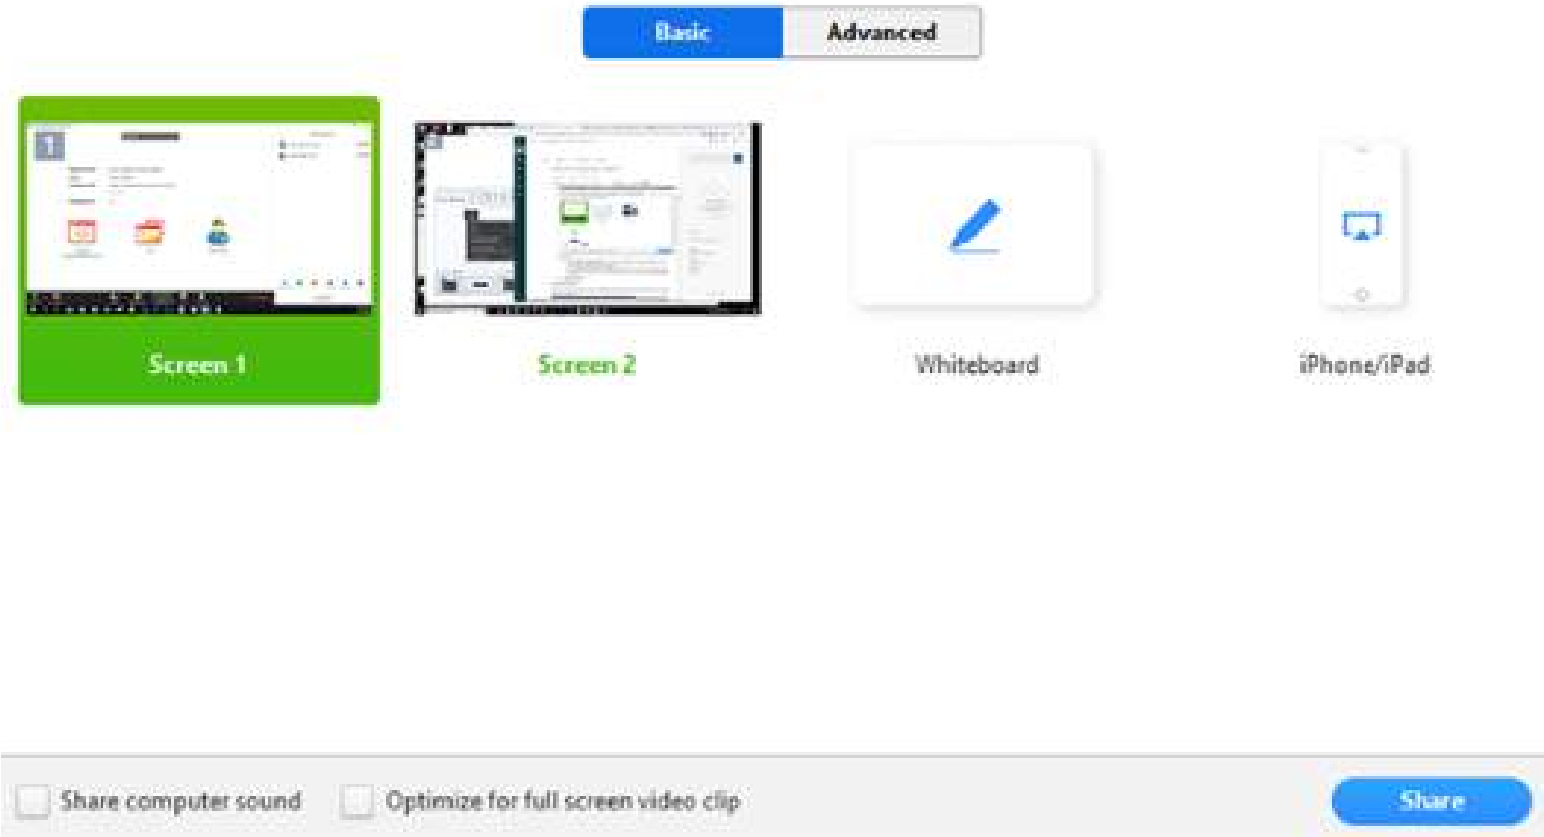 Basic Advanced
1
Screen 1 Screen 2 Whiteboard iPhone/iPad
Share computer sound Optimize for full screen video clip Share